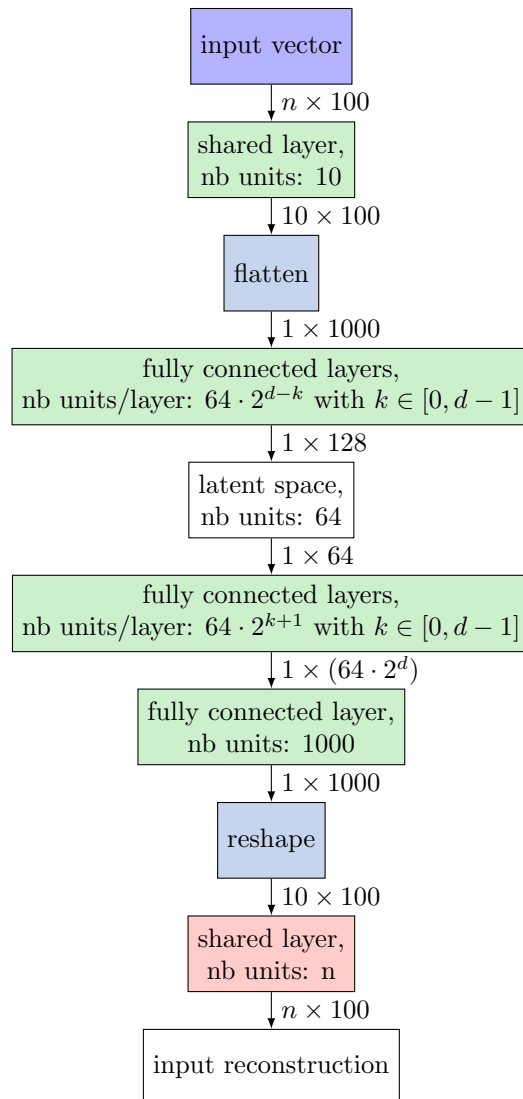 input vector
n × 100
shared layer,
nb units: 10
10 × 100
flatten
1 × 1000
fully connected layers,
nb units/layer: 64 · 2^{d−k} with k ∈ [0, d − 1]
1 × 128
latent space,
nb units: 64
1 × 64
fully connected layers,
nb units/layer: 64 · 2^{k+1} with k ∈ [0, d − 1]
1 × (64 · 2^d)
fully connected layer,
nb units: 1000
1 × 1000
reshape
10 × 100
shared layer,
nb units: n
n × 100
input reconstruction